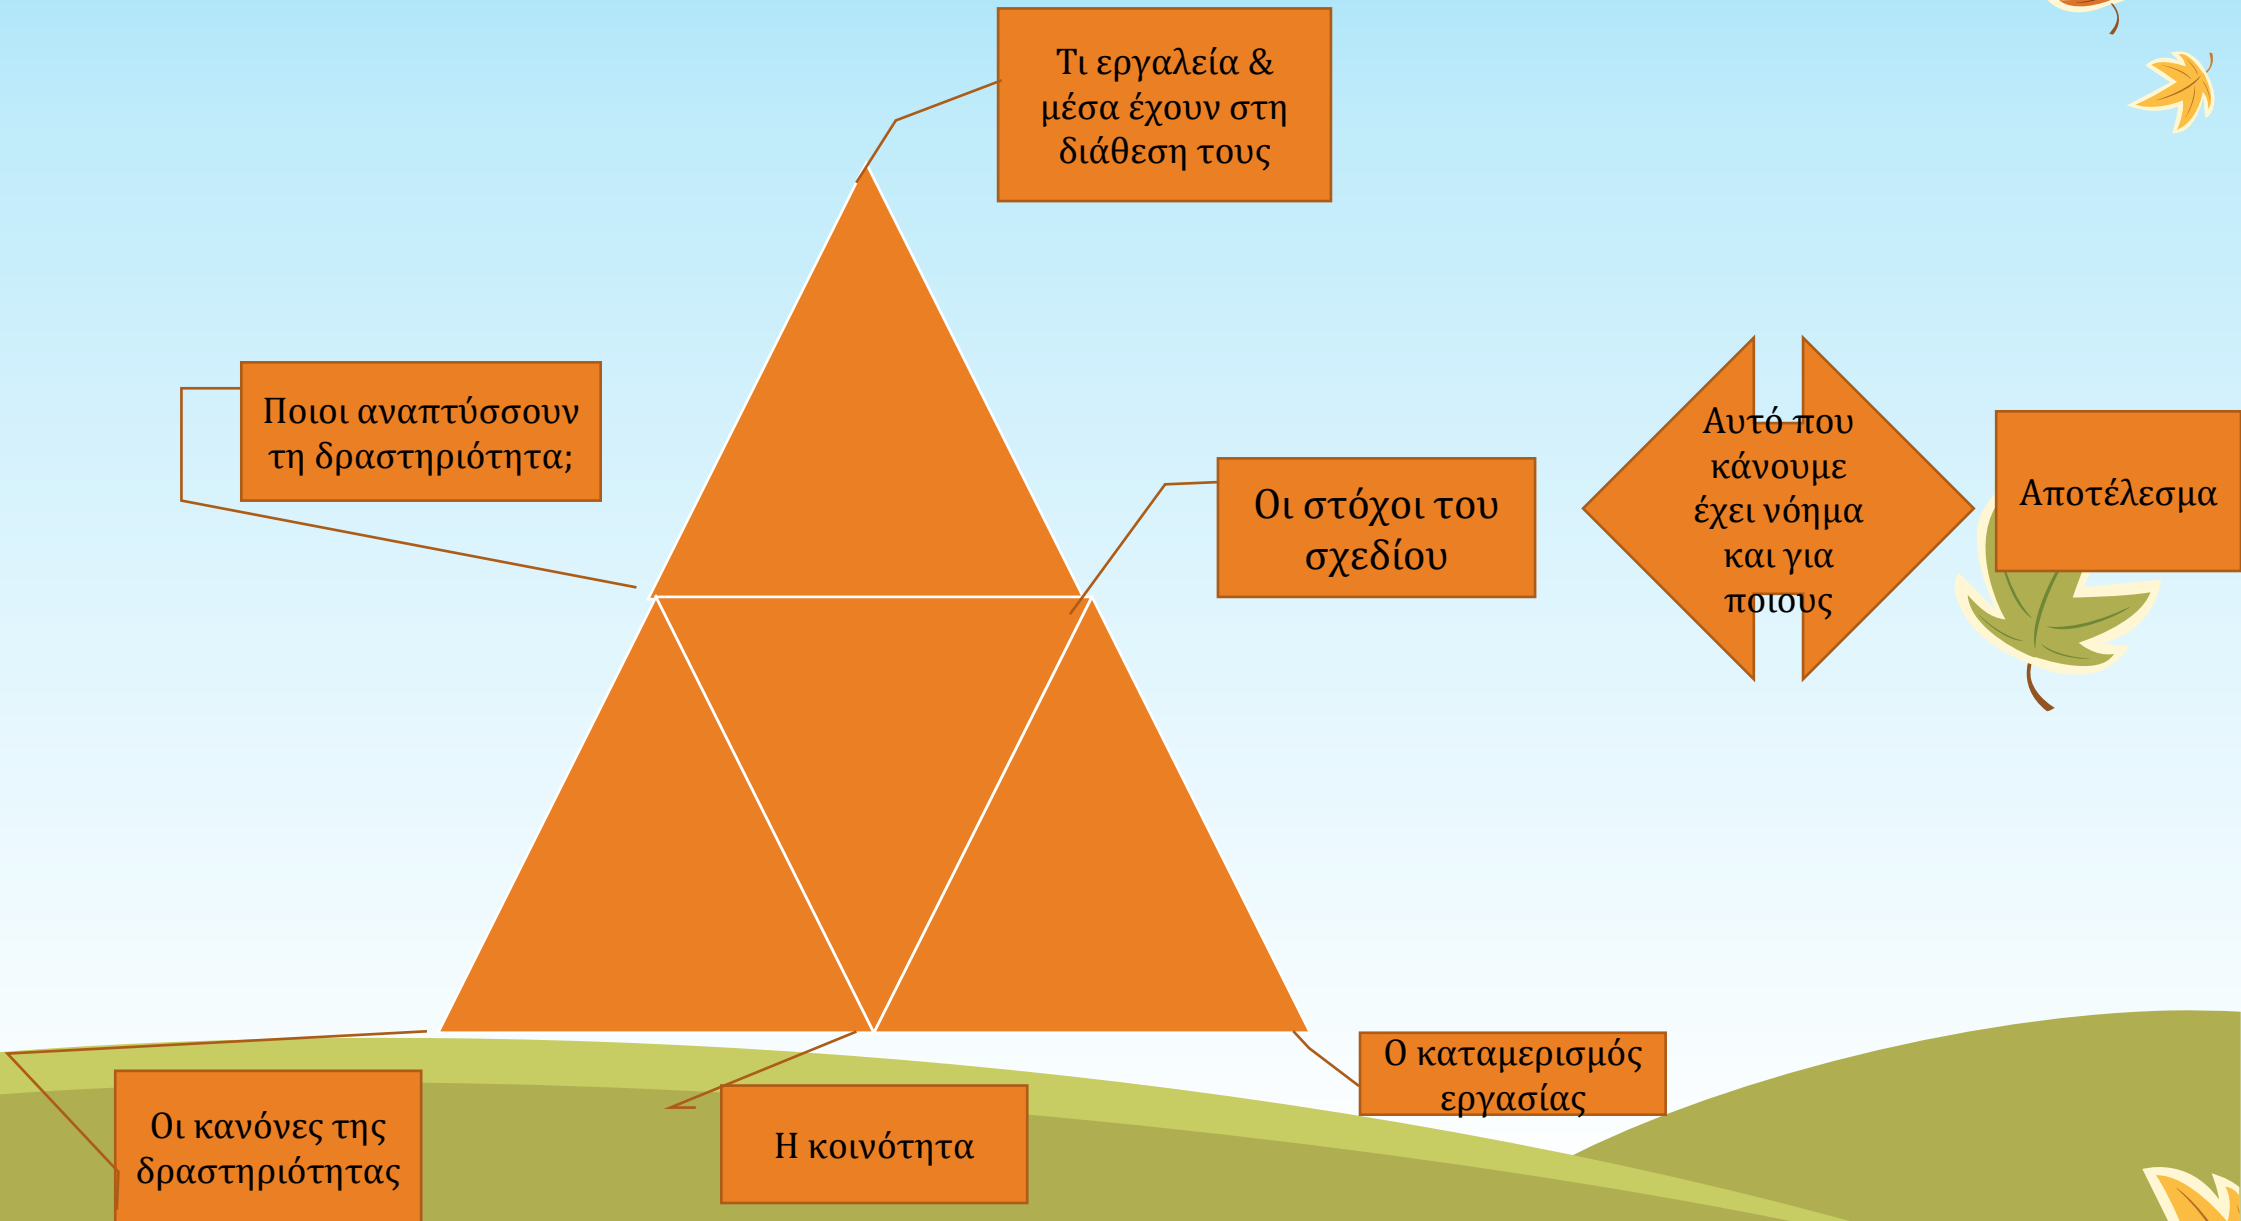 Τι εργαλεία &
μέσα έχουν στη
διάθεση τους
Ποιοι αναπτύσσουν
τη δραστηριότητα;
Οι στόχοι του
σχεδίου
Αυτό που
κάνουμε
έχει νόημα
και για
ποιους
Αποτέλεσμα
Οι κανόνες της
δραστηριότητας
Η κοινότητα
Ο καταμερισμός
εργασίας